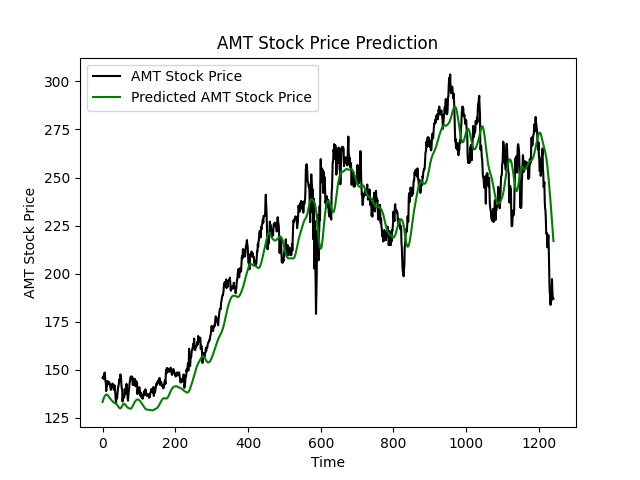 AMT Stock Price Prediction
AMT Stock Price
Predicted AMT Stock Price
300
275
250
225
200
175
150
125
AMT Stock Price
0 200 400 600 800 1000 1200
Time